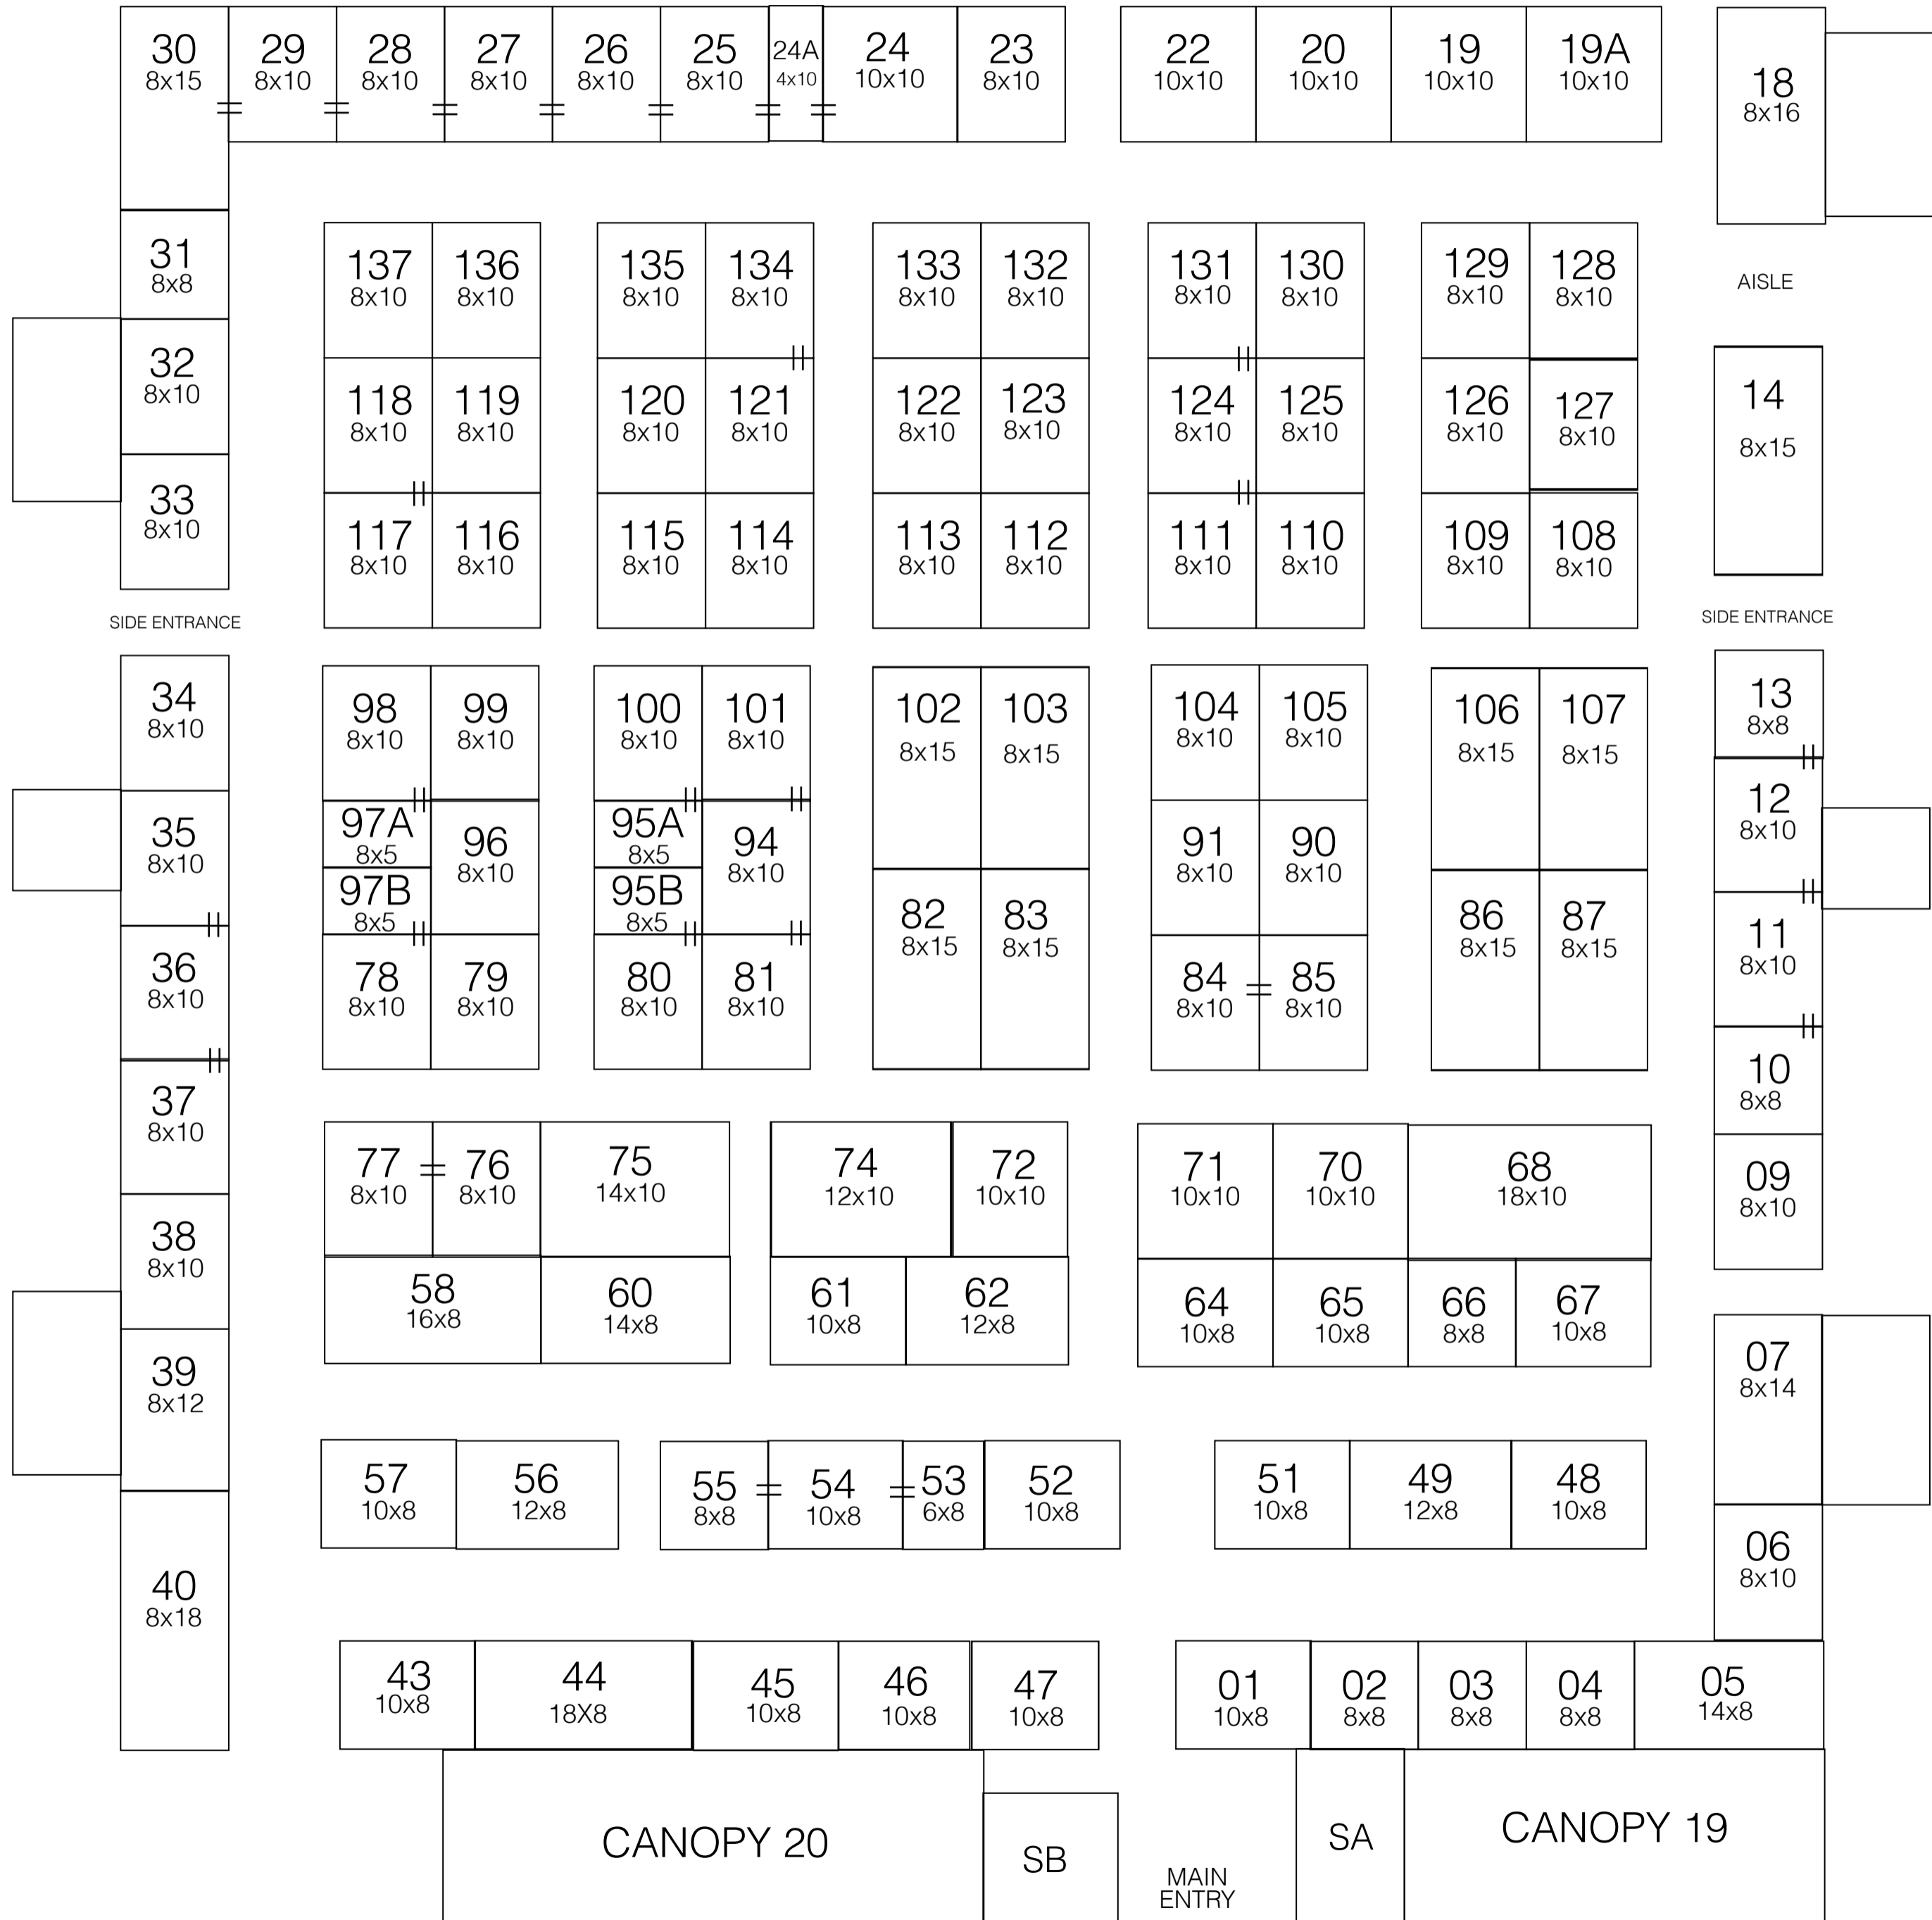 30
8x15
29
8x10
28
8x10
27
8x10
26
8x10
25
8x10
24A
4x10
24
10x10
23
8x10
22
10x10
20
10x10
19
10x10
19A
10x10
18
8x16
31
8x8
32
8x10
33
8x10
SIDE ENTRANCE
137
8x10
136
8x10
135
8x10
134
8x10
133
8x10
132
8x10
131
8x10
130
8x10
129
8x10
128
8x10
AISLE
118
8x10
119
8x10
120
8x10
121
8x10
122
8x10
123
8x10
124
8x10
125
8x10
126
8x10
127
8x10
14
8x15
117
8x10
116
8x10
115
8x10
114
8x10
113
8x10
112
8x10
111
8x10
110
8x10
109
8x10
108
8x10
SIDE ENTRANCE
34
8x10
35
8x10
36
8x10
37
8x10
38
8x10
39
8x12
40
8x18
98
8x10
99
8x10
100
8x10
101
8x10
102
8x15
103
8x15
104
8x10
105
8x10
106
8x15
107
8x15
13
8x8
97A
8x5
97B
8x5
96
8x10
95A
8x5
95B
8x5
94
8x10
91
8x10
90
8x10
12
8x10
11
8x10
78
8x10
79
8x10
80
8x10
81
8x10
82
8x15
83
8x15
84
8x10
85
8x10
86
8x15
87
8x15
10
8x8
09
8x10
77
8x10
76
8x10
75
14x10
74
12x10
72
10x10
71
10x10
70
10x10
68
18x10
58
16x8
60
14x8
61
10x8
62
12x8
64
10x8
65
10x8
66
8x8
67
10x8
07
8x14
57
10x8
56
12x8
55
8x8
54
10x8
53
6x8
52
10x8
51
10x8
49
12x8
48
10x8
06
8x10
43
10x8
44
18X8
45
10x8
46
10x8
47
10x8
01
10x8
02
8x8
03
8x8
04
8x8
05
14x8
CANOPY 20
SB
MAIN
ENTRY
SA
CANOPY 19